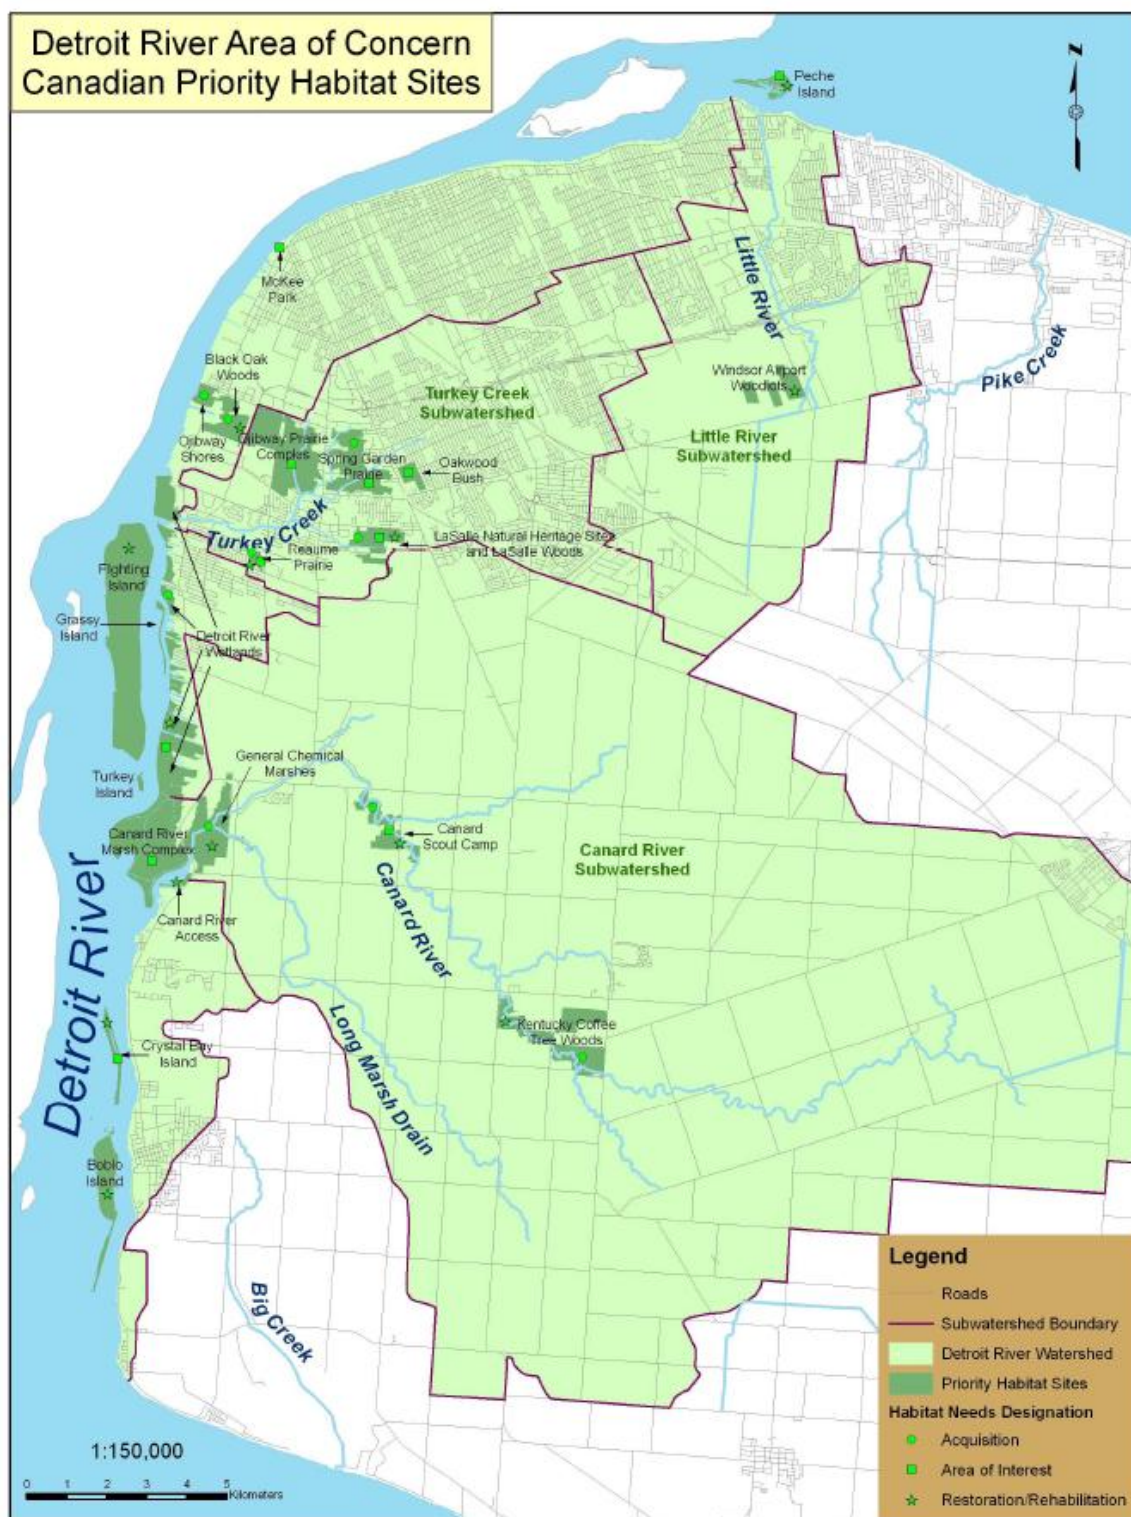 Detroit River Area of Concern
Canadian Priority Habitat Sites
z
Peche
Island
McKee
Park
Little River
Pike Creek
Black Oak
Woods
Windsor Airport
Woodlots
Turkey Creek
Subwatershed
Ojibway
Shores
Ojibway Prairie
Complex
Spring Garden
Prairie
Oakwood
Bush
Little River
Subwatershed
Turkey Creek
LaSalle Natural Heritage Sites
and LaSalle Woods
Reaume
Prairie
Fighting
Island
Grassy
Island
Detroit River
Wetlands
General Chemical
Marshes
Turkey
Island
Canard River
Marsh Complex
Canard
Scout Camp
Canard River
Subwatershed
Canard River
Detroit River
Canard River
Access
Kentucky Coffee
Tree Woods
Long Marsh Drain
Crystal Bay
Island
Boblo
Island
Big Creek
Legend
Roads
Subwatershed Boundary
Detroit River Watershed
Priority Habitat Sites
Habitat Needs Designation
Acquisition
Area of Interest
Restoration/Rehabilitation
1:150,000
0 1 2 3 4 5
Kilometers